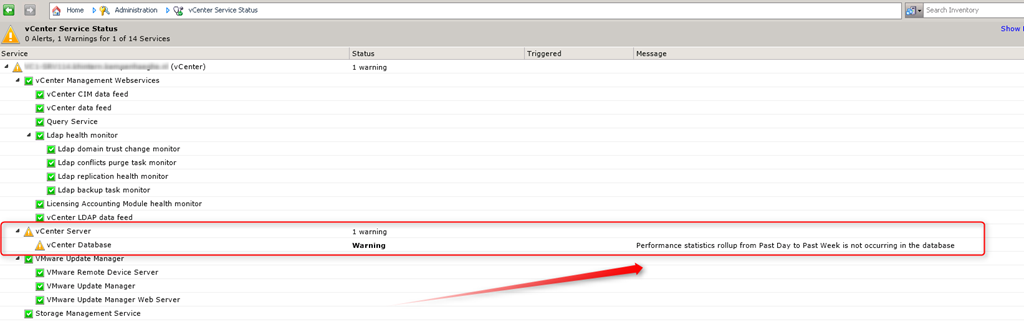 Home Administration vCenter Service Status Search Inventory
vCenter Service Status
0 Alerts, 1 Warnings for 1 of 14 Services
Show
Service Status Triggered Message
(vCenter) 1 warning
vCenter Management Webservices
vCenter CIM data feed
vCenter data feed
Query Service
Ldap health monitor
Ldap domain trust change monitor
Ldap conflicts purge task monitor
Ldap replication health monitor
Ldap backup task monitor
Licensing Accounting Module health monitor
vCenter LDAP data feed
vCenter Server 1 warning
vCenter Database Warning Performance statistics rollup from Past Day to Past Week is not occurring in the database
VMware Update Manager
VMware Remote Device Server
VMware Update Manager
VMware Update Manager Web Server
Storage Management Service